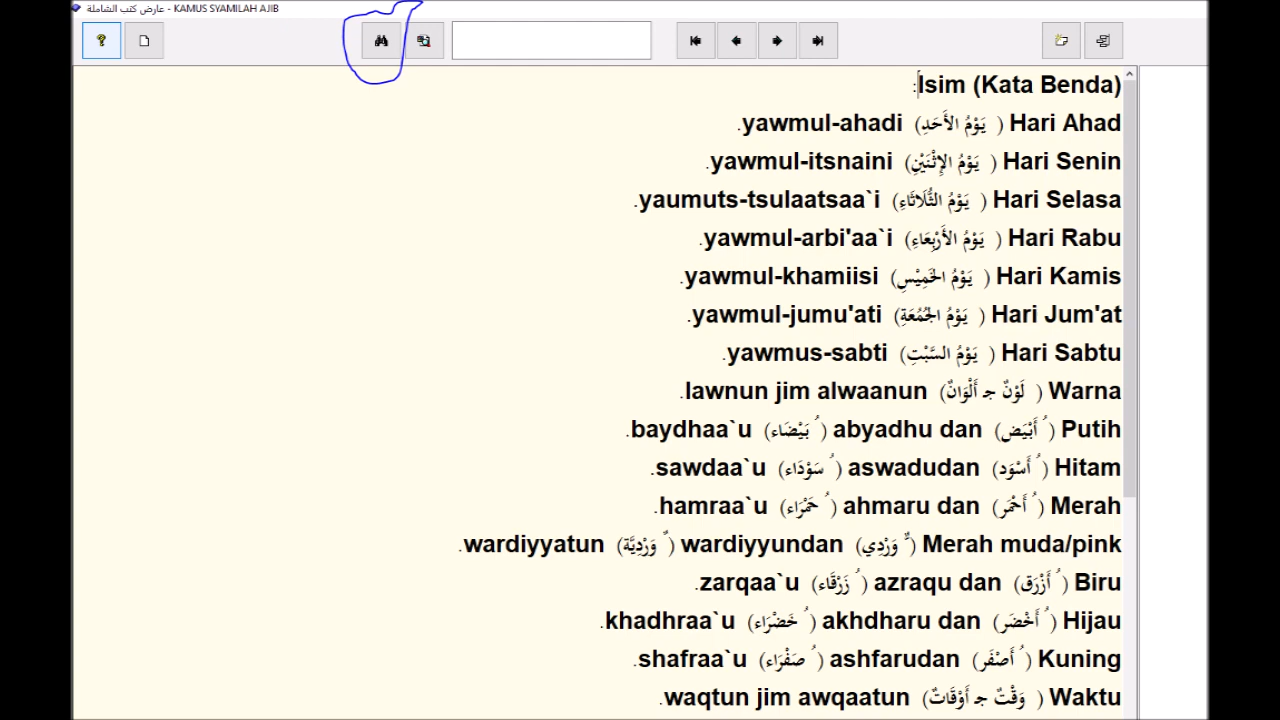 عارض كتب الشاملة - KAMUS SYAMILAH AJIB
Isim (Kata Benda):
Hari Ahad ( يَوْمُ الأَحَدِ) yawmul-ahadi.
Hari Senin ( يَوْمُ الإِثْنَيْنِ) yawmul-itsnaini.
Hari Selasa ( يَوْمُ الثُّلَاثَاءِ) yaumuts-tsulaatsaa`i.
Hari Rabu ( يَوْمُ الأَرْبِعَاءِ) yawmul-arbi'aa`i.
Hari Kamis ( يَوْمُ الخَمِيْسِ) yawmul-khamiisi.
Hari Jum'at ( يَوْمُ الجُمُعَةِ) yawmul-jumu'ati.
Hari Sabtu ( يَوْمُ السَّبْتِ) yawmus-sabti.
Warna ( لَوْنٌ جـ أَلْوَانٌ) lawnun jim alwaanun.
Putih ( ُ أَبْيَض) abyadhu dan ( ُ بَيْضَاء) baydhaa`u.
Hitam ( ُ أَسْوَد) aswadudan ( ُ سَوْدَاء) sawdaa`u.
Merah ( ُ أَحْمَر) ahmaru dan ( ُ حَمْرَاء) hamraa`u.
Merah muda/pink ( ٌّ وَرْدِي) wardiyyundan ( ٌ وَرْدِيَّة) wardiyyatun.
Biru ( ُ أَزْرَق) azraqu dan ( ُ زَرْقَاء) zarqaa`u.
Hijau ( ُ أَخْضَر) akhdharu dan ( ُ خَضْرَاء) khadhraa`u.
Kuning ( ُ أَصْفَر) ashfarudan ( ُ صَفْرَاء) shafraa`u.
Waktu ( وَقْتٌ جـ أَوْقَاتٌ) waqtun jim awqaatun.